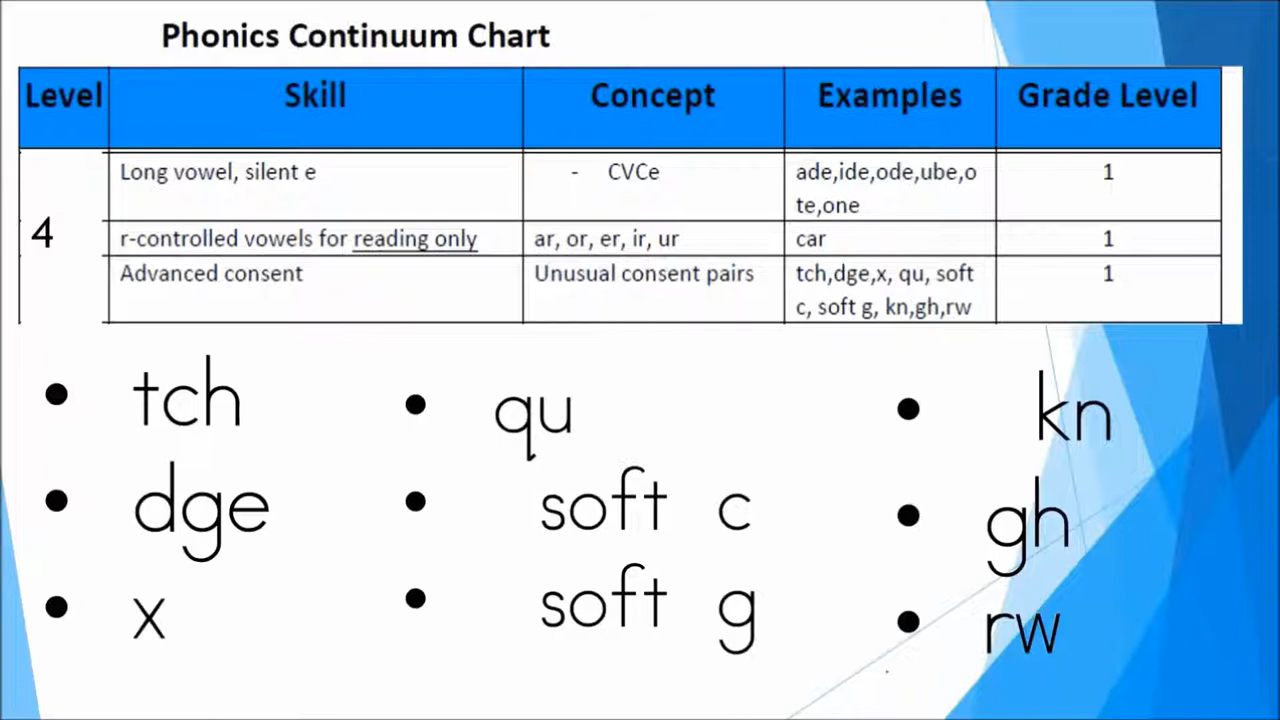 Phonics Continuum Chart
Level Skill Concept Examples Grade Level
4
Long vowel, silent e - CVCe ade,ide,ode,ube,o 1
te,one
r-controlled vowels for reading only ar, or, er, ir, ur car 1
Advanced consent Unusual consent pairs tch,dge,x, qu, soft 1
c, soft g, kn,gh,rw
• tch
• dge
• x
• qu
• soft c
• soft g
• kn
• gh
• rw